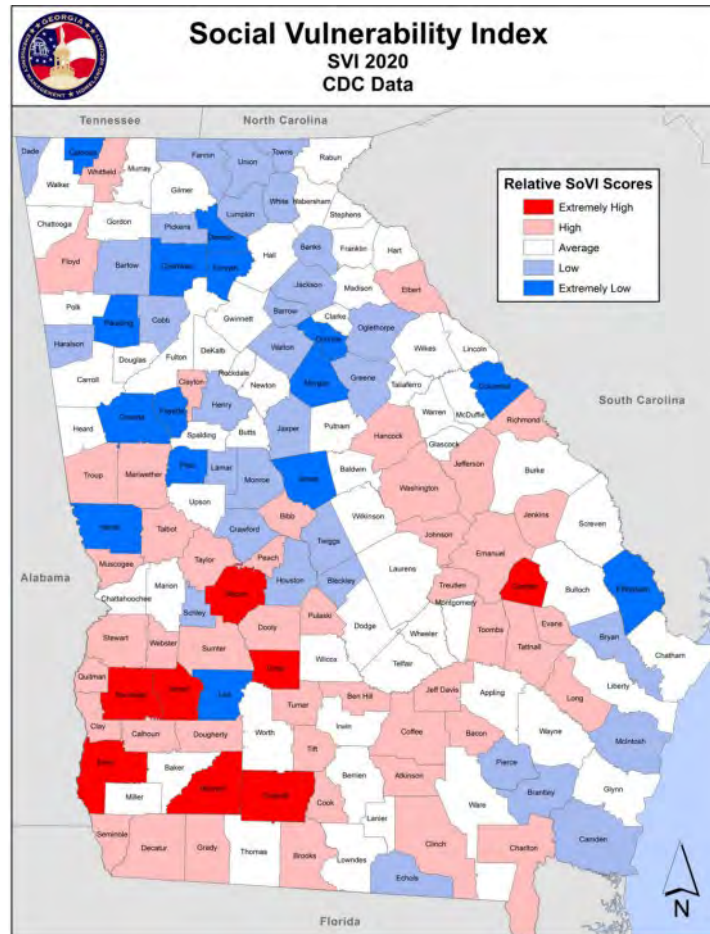 GEORGIA
Social Vulnerability Index
SVI 2020
CDC Data
Tennessee
North Carolina
Relative SoVI Scores
Extremely High
High
Average
Low
Extremely Low
South Carolina
Alabama
Florida
N
Dade
Catoosa
Whitfield
Murray
Fannin
Union
Towns
Rabun
Walker
Gilmer
White
Habersham
Lumpkin
Stephens
Chattooga
Gordon
Pickens
Dawson
Banks
Franklin
Hart
Floyd
Bartow
Cherokee
Forsyth
Hall
Jackson
Madison
Elbert
Polk
Paulding
Cobb
Gwinnett
Barrow
Clarke
Oglethorpe
Haralson
Douglas
Fulton
DeKalb
Walton
Oconee
Wilkes
Lincoln
Carroll
Clayton
Rockdale
Newton
Morgan
Greene
Taliaferro
Columbia
Heard
Coweta
Fayette
Henry
Spalding
Butts
Jasper
Putnam
Hancock
Warren
McDuffie
Glascock
Richmond
Troup
Meriwether
Pike
Lamar
Monroe
Jones
Baldwin
Washington
Jefferson
Burke
Upson
Bibb
Wilkinson
Harris
Talbot
Crawford
Twiggs
Johnson
Jenkins
Screven
Muscogee
Taylor
Peach
Houston
Bleckley
Laurens
Emanuel
Treutlen
Candler
Bulloch
Effingham
Chattahoochee
Marion
Macon
Schley
Pulaski
Dodge
Montgomery
Wheeler
Toombs
Evans
Tattnall
Bryan
Chatham
Stewart
Webster
Sumter
Dooly
Crisp
Wilcox
Telfair
Quitman
Randolph
Terrell
Lee
Turner
Ben Hill
Jeff Davis
Appling
Long
Liberty
Clay
Calhoun
Dougherty
Worth
Irwin
Tift
Coffee
Bacon
Wayne
McIntosh
Early
Baker
Miller
Mitchell
Colquitt
Cook
Berrien
Atkinson
Pierce
Ware
Brantley
Glynn
Seminole
Decatur
Grady
Thomas
Brooks
Lowndes
Lanier
Clinch
Echols
Charlton
Camden